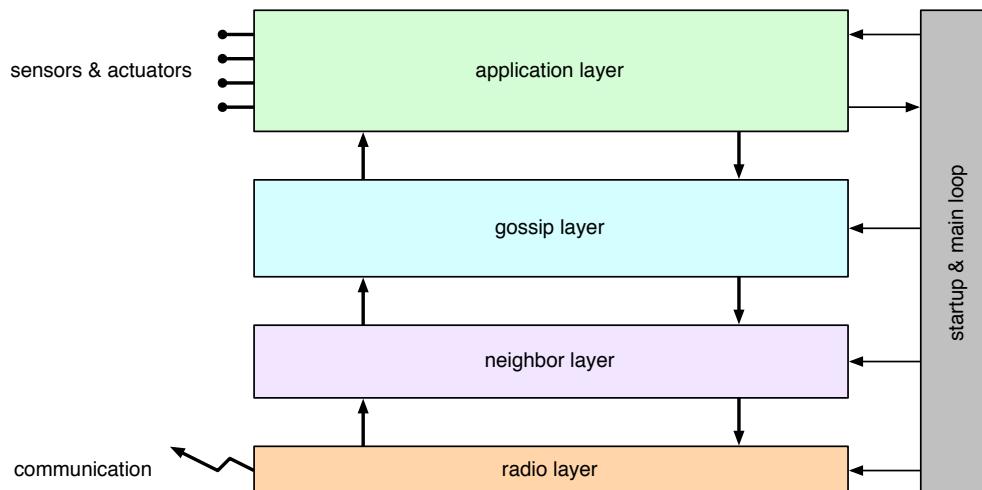 sensors & actuators
application layer
gossip layer
startup & main loop
neighbor layer
communication
radio layer